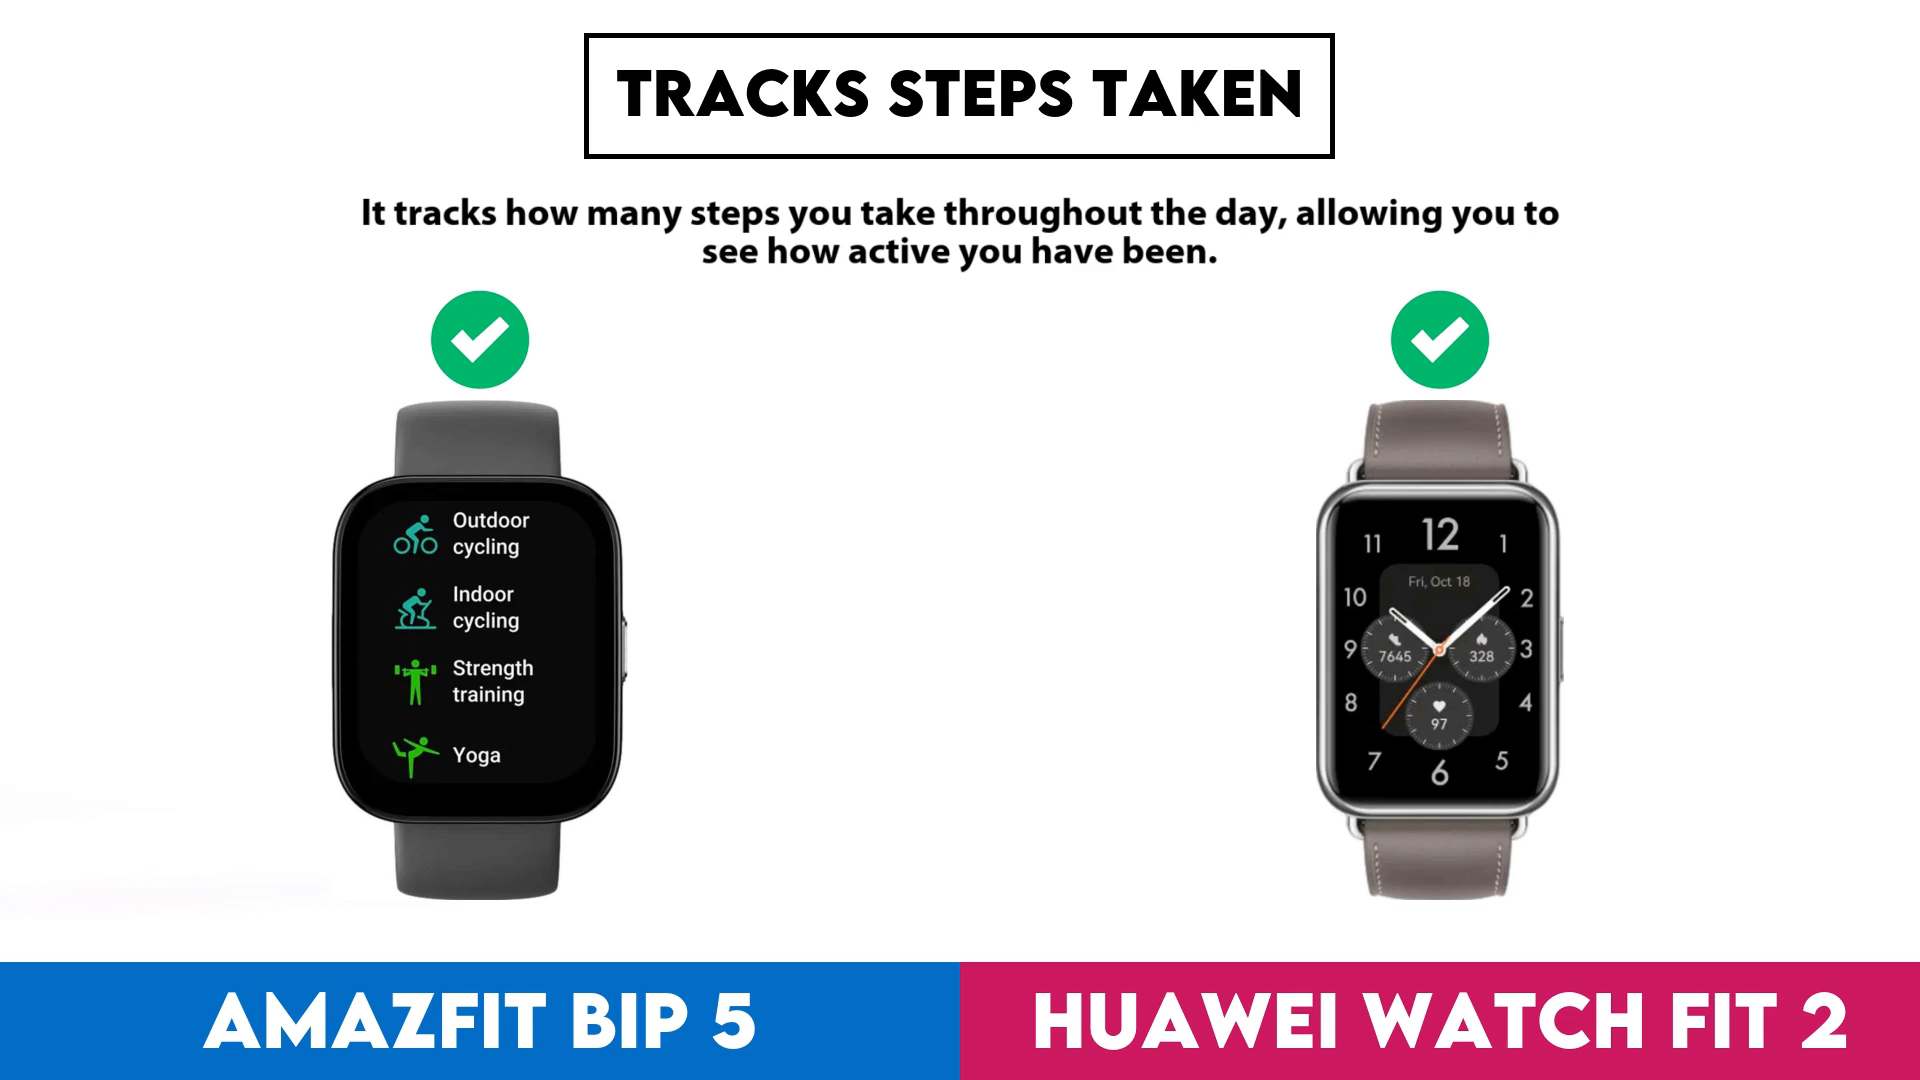 TRACKS STEPS TAKEN
It tracks how many steps you take throughout the day, allowing you to
see how active you have been.
Outdoor
cycling
Indoor
cycling
Strength
training
Yoga
12
11
1
Fri, Oct 18
10
2
9
7645
328
3
8
4
97
7
5
6
AMAZFIT BIP 5
HUAWEI WATCH FIT 2